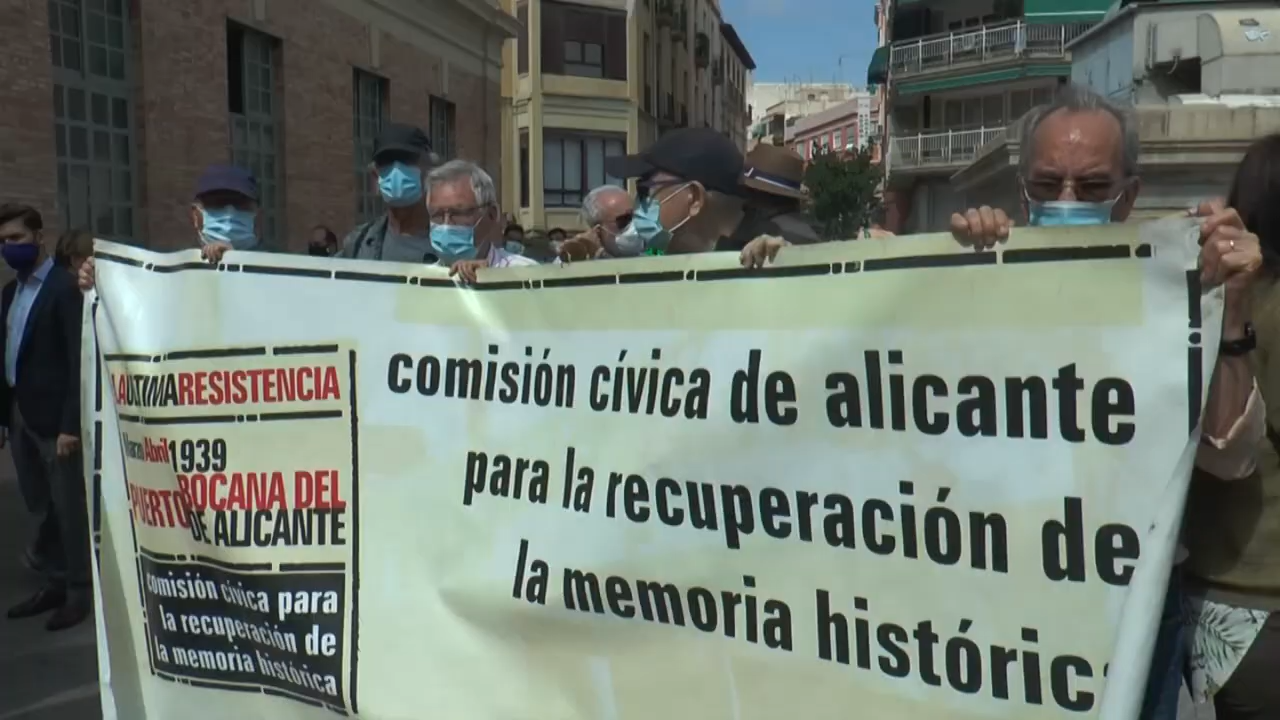 LA ULTIMA RESISTENCIA
Marzo Abril 1939
BOCANA DEL
PUERTO DE ALICANTE
comisión cívica para
la recuperación de
la memoria histórica
comisión cívica de alicante
para la recuperación de
la memoria históric